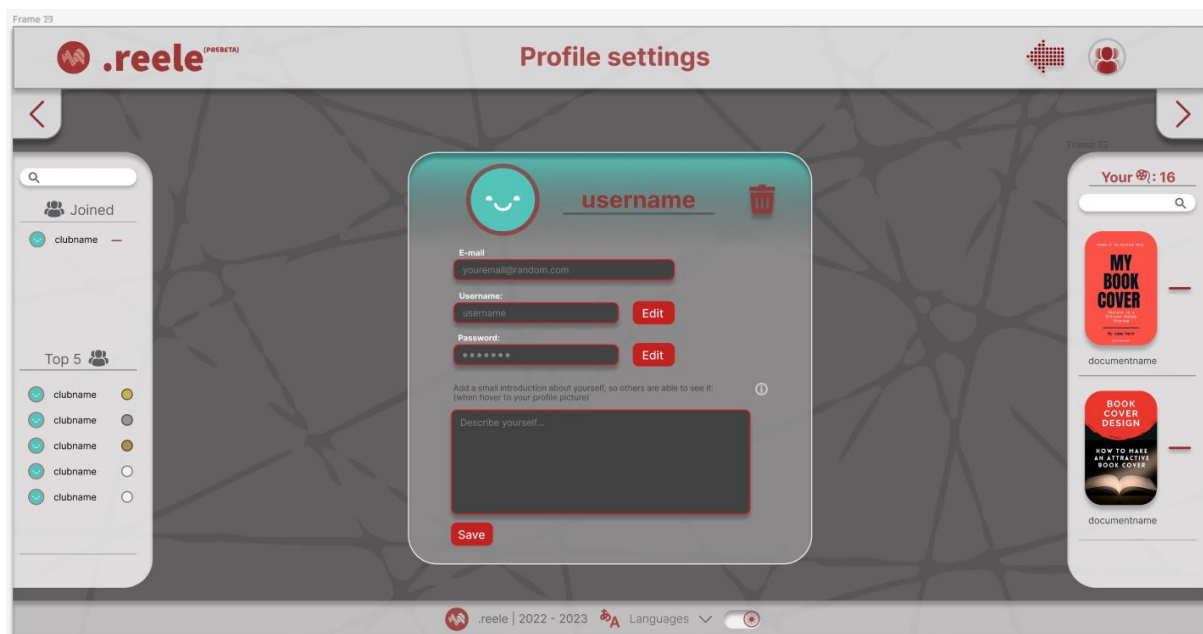 Frame 29
.reele (PREBETA)
Profile settings
Joined
clubname
Top 5
clubname
clubname
clubname
clubname
clubname
username
E-mail
youremail@random.com
Username:
username
Edit
Password:
Edit
Add a small introduction about yourself, so others are able to see it:
(when hover to your profile picture)
Describe yourself...
Save
Frame 22
Your : 16
MY
BOOK
COVER
documentname
BOOK
COVER
DESIGN
HOW TO MAKE
AN ATTRACTIVE
BOOK COVER
documentname
.reele | 2022 - 2023
Languages